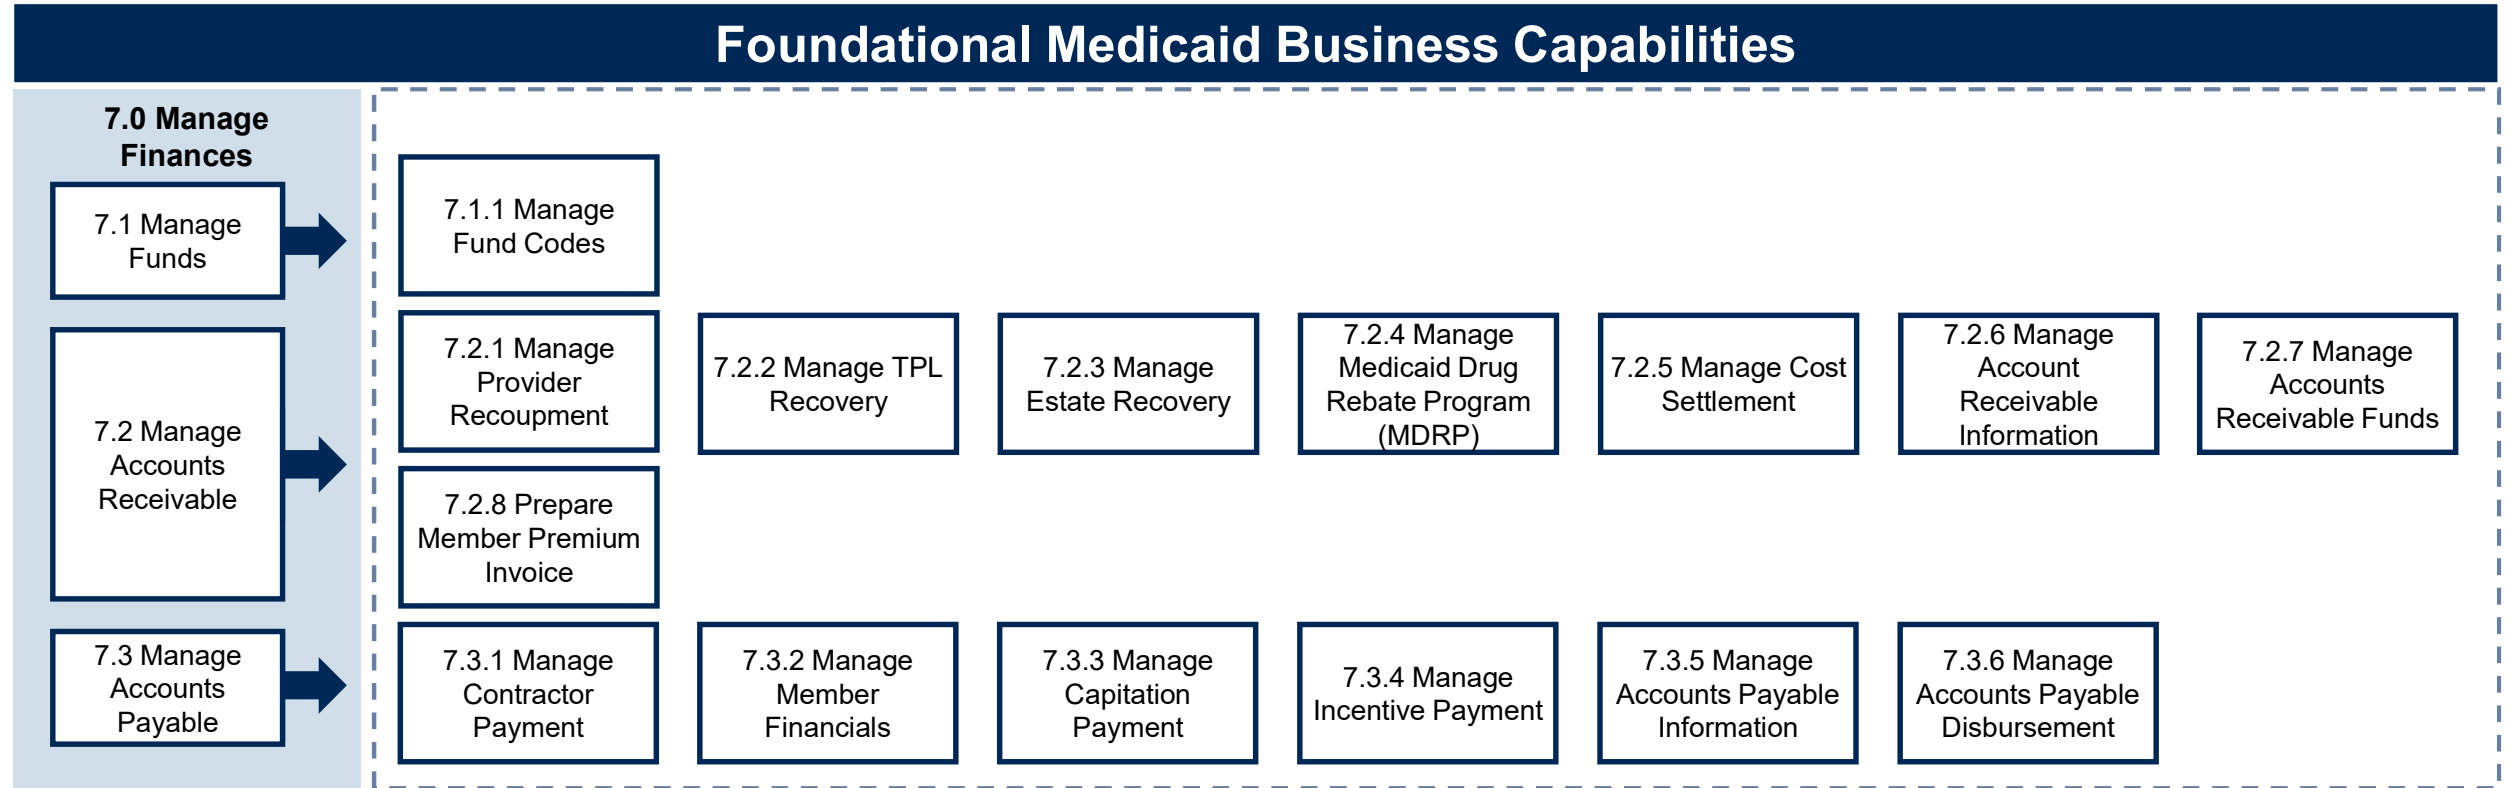 Foundational Medicaid Business Capabilities
7.0 Manage
Finances
7.1 Manage
Funds
7.1.1 Manage
Fund Codes
7.2 Manage
Accounts
Receivable
7.2.1 Manage
Provider
Recoupment
7.2.2 Manage TPL
Recovery
7.2.3 Manage
Estate Recovery
7.2.4 Manage
Medicaid Drug
Rebate Program
(MDRP)
7.2.5 Manage Cost
Settlement
7.2.6 Manage
Account
Receivable
Information
7.2.7 Manage
Accounts
Receivable Funds
7.2.8 Prepare
Member Premium
Invoice
7.3 Manage
Accounts
Payable
7.3.1 Manage
Contractor
Payment
7.3.2 Manage
Member
Financials
7.3.3 Manage
Capitation
Payment
7.3.4 Manage
Incentive Payment
7.3.5 Manage
Accounts Payable
Information
7.3.6 Manage
Accounts Payable
Disbursement